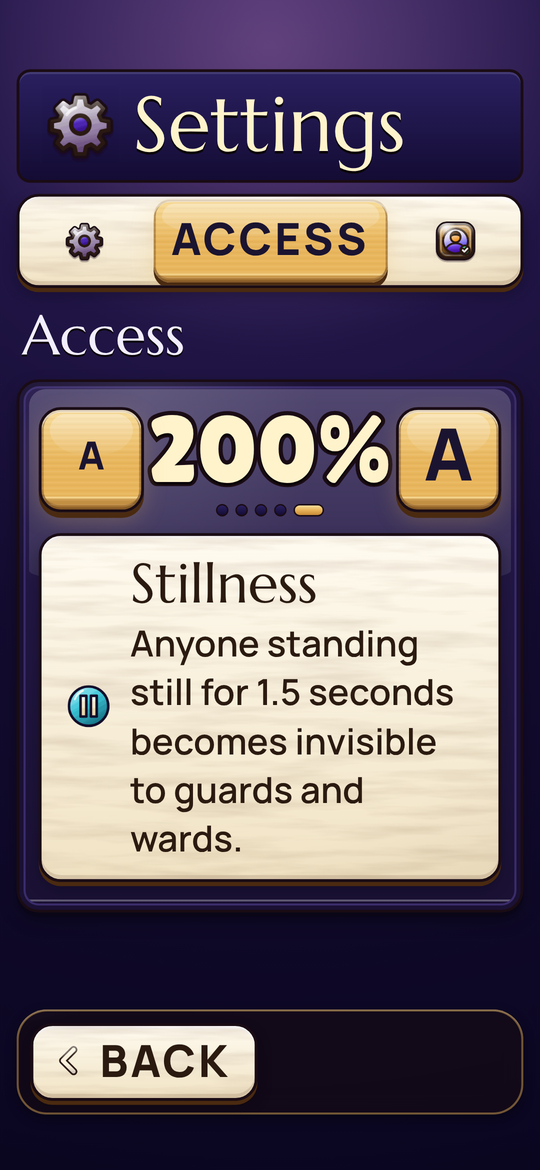 Settings
ACCESS
Access
A
200%
A
Stillness
Anyone standing
still for 1.5 seconds
becomes invisible
to guards and
wards.
BACK